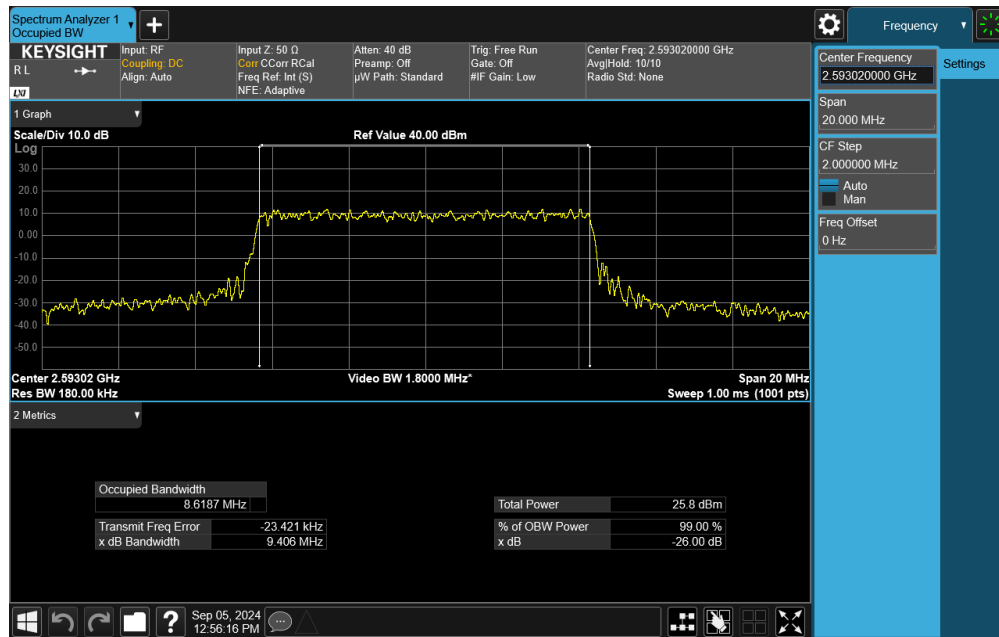 Spectrum Analyzer 1
Occupied BW
+
Frequency
KEYSIGHT
R L
LXI
Input: RF
Coupling: DC
Align: Auto
Input Z: 50 Ω
Corr CCorr RCal
Freq Ref: Int (S)
NFE: Adaptive
Atten: 40 dB
Preamp: Off
µW Path: Standard
Trig: Free Run
Gate: Off
#IF Gain: Low
Center Freq: 2.593020000 GHz
Avg|Hold: 10/10
Radio Std: None
Center Frequency
2.593020000 GHz
Settings
Span
20.000 MHz
CF Step
2.000000 MHz
Auto
Man
Freq Offset
0 Hz
1 Graph
Scale/Div 10.0 dB
Ref Value 40.00 dBm
Log
30.0
20.0
10.0
0.00
-10.0
-20.0
-30.0
-40.0
-50.0
Center 2.59302 GHz
Video BW 1.8000 MHz*
Span 20 MHz
Res BW 180.00 kHz
Sweep 1.00 ms (1001 pts)
2 Metrics
Occupied Bandwidth
8.6187 MHz
Total Power 25.8 dBm
Transmit Freq Error -23.421 kHz
% of OBW Power 99.00 %
x dB Bandwidth 9.406 MHz
x dB -26.00 dB
?
Sep 05, 2024
12:56:16 PM